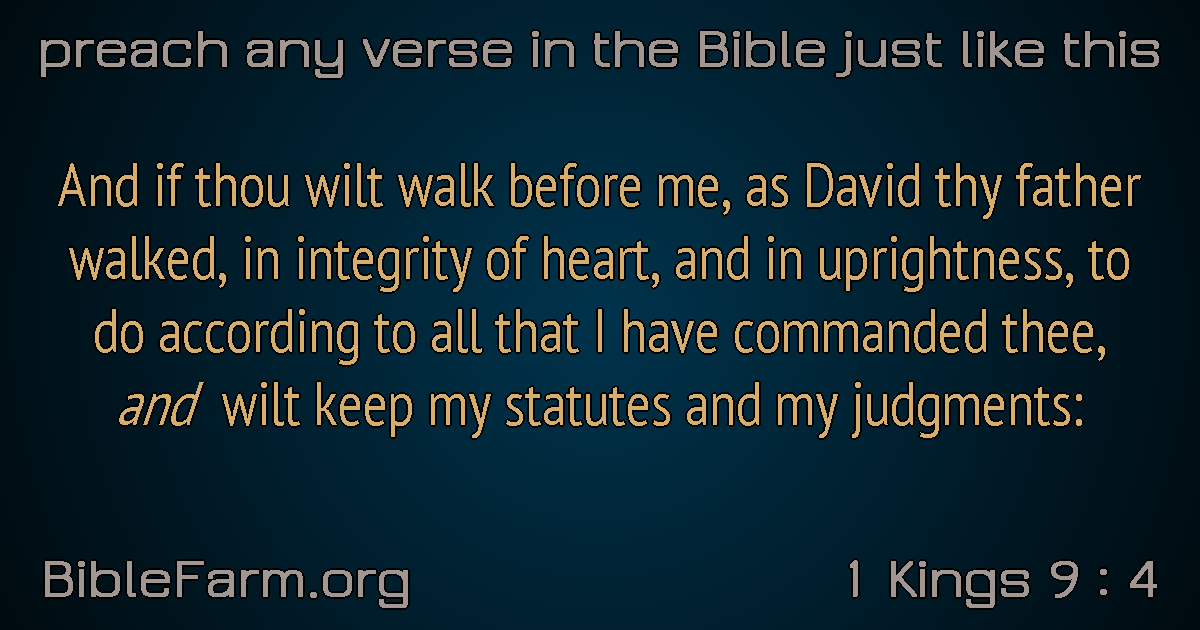 preach any verse in the Bible just like this
And if thou wilt walk before me, as David thy father
walked, in integrity of heart, and in uprightness, to
do according to all that I have commanded thee,
and wilt keep my statutes and my judgments:
BibleFarm.org
1 Kings 9 : 4